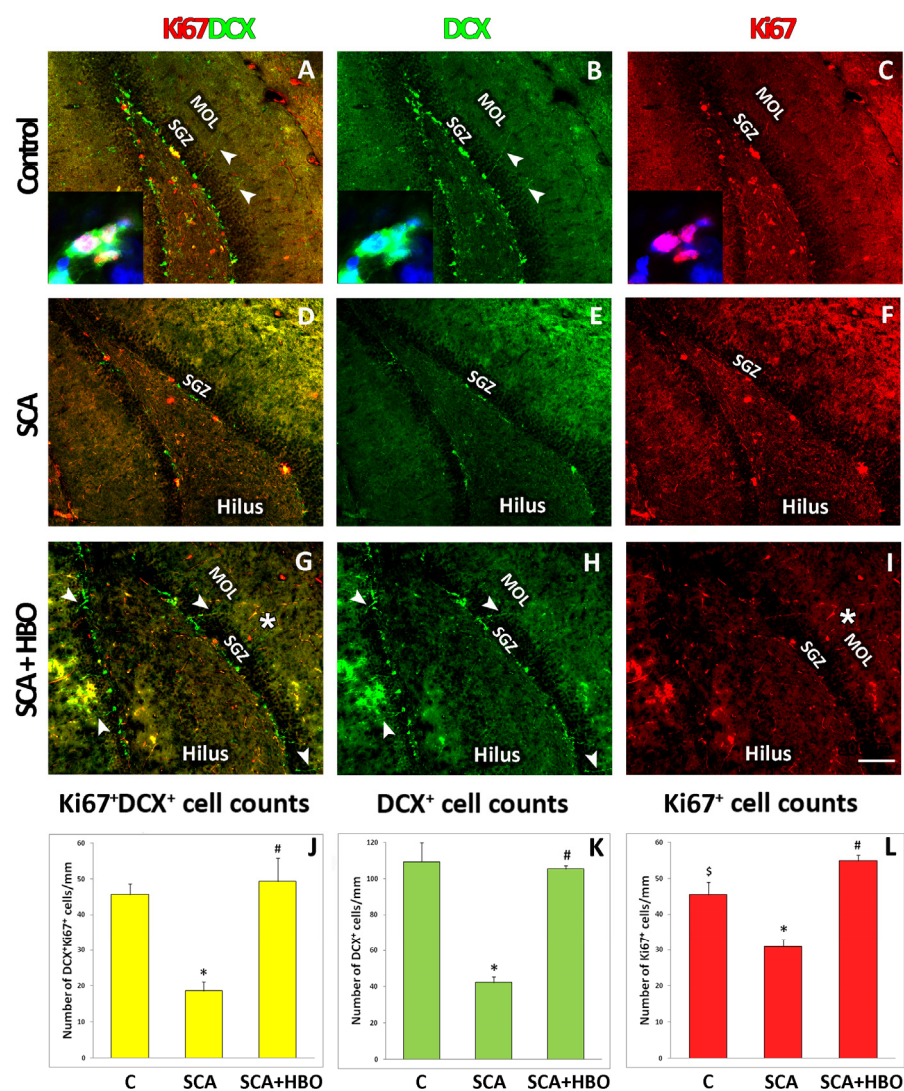 Ki67DCX
DCX
Ki67
Control
A
MOL
SGZ
B
MOL
SGZ
C
MOL
SGZ
SCA
D
SGZ
Hilus
E
SGZ
Hilus
F
SGZ
Hilus
SCA+HBO
G
MOL
*
SGZ
Hilus
H
MOL
SGZ
Hilus
I
*
MOL
SGZ
Hilus
Ki67⁺DCX⁺ cell counts
DCX⁺ cell counts
Ki67⁺ cell counts
J
Number of DCX⁺Ki67⁺ cells/mm
60
50
40
30
20
10
0
*
#
C SCA SCA+HBO
K
Number of DCX⁺ cells/mm
120
100
80
60
40
20
0
*
#
C SCA SCA+HBO
L
Number of Ki67⁺ cells/mm
60
50
40
30
20
10
0
$
*
#
C SCA SCA+HBO